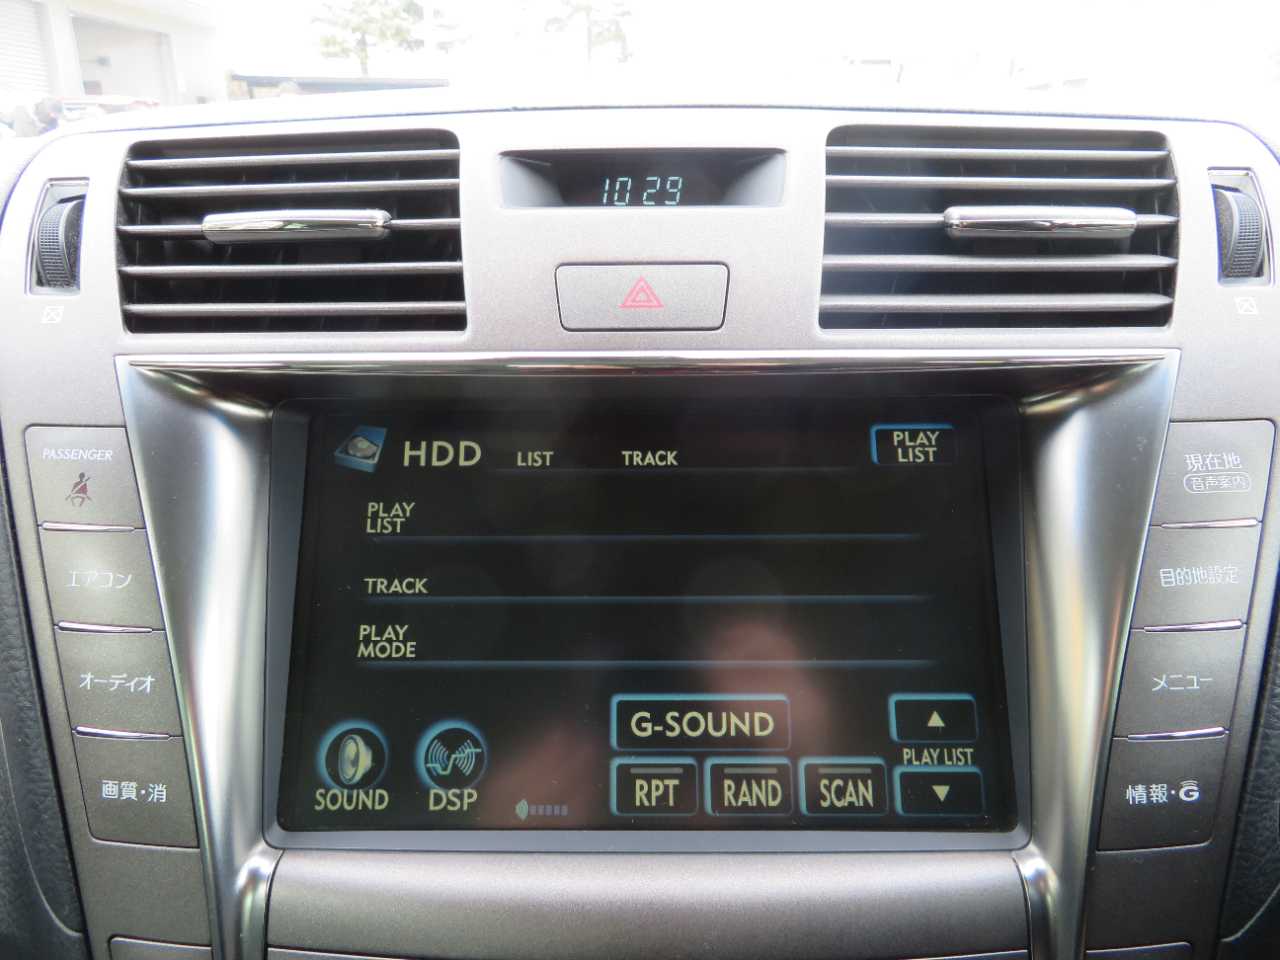 10 29
PASSENGER
エアコン
オーディオ
画質・消
HDD LIST TRACK
PLAY
LIST
PLAY
LIST
TRACK
PLAY
MODE
G-SOUND
SOUND DSP
RPT RAND SCAN
PLAY LIST
現在地
音声案内
目的地設定
メニュー
情報・G